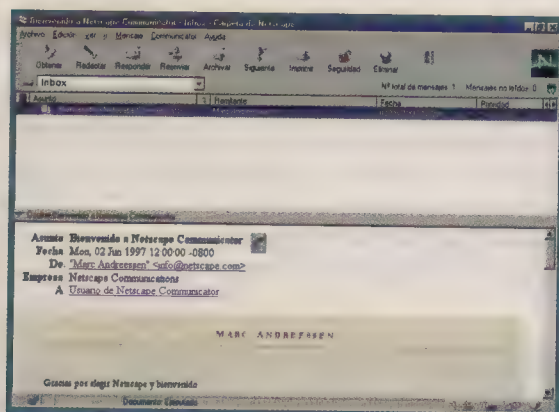 Bienvenido a Netscape Communicator - Inbox - Carpeta de Netscape
Archivo Edición Ver Ir Mensaje Communicator Ayuda
Obtener Redactar Responder Reenviar Archivar Siguiente Imprimir Seguridad Eliminar
Inbox
Nº total de mensajes: 1 Mensajes no leídos: 0
Asunto Remitente Fecha Prioridad
Asunto Bienvenido a Netscape Communicator
Fecha Mon, 02 Jun 1997 12:00:00 -0800
De. "Marc Andreessen" <info@netscape.com>
Empresa Netscape Communications
A Usuario de Netscape Communicator
MARC ANDREESSEN
Gracias por elegir Netscape y bienvenido
Documento: Ejecutado